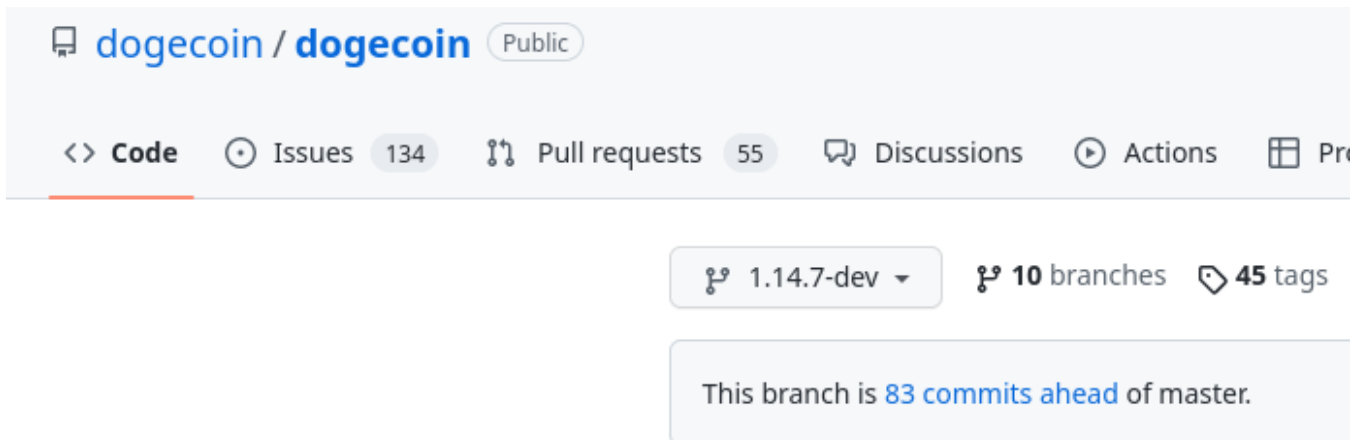 dogecoin / dogecoin Public
Code Issues 134 Pull requests 55 Discussions Actions
1.14.7-dev 10 branches 45 tags
This branch is 83 commits ahead of master.